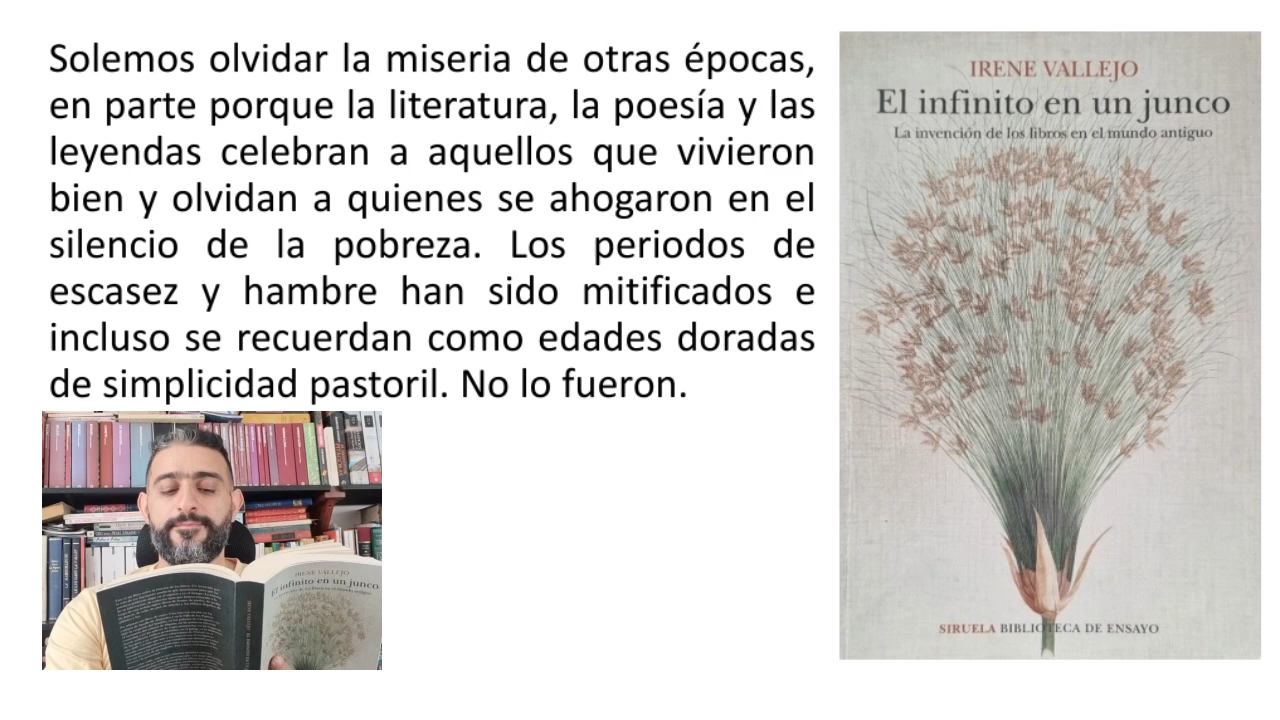 Solemos olvidar la miseria de otras épocas,
en parte porque la literatura, la poesía y las
leyendas celebran a aquellos que vivieron
bien y olvidan a quienes se ahogaron en el
silencio de la pobreza. Los periodos de
escasez y hambre han sido mitificados e
incluso se recuerdan como edades doradas
de simplicidad pastoril. No lo fueron.
IRENE VALLEJO
El infinito en un junco
La invención de los libros en el mundo antiguo
SIRUELA BIBLIOTECA DE ENSAYO
IRENE VALLEJO
El infinito en un junco